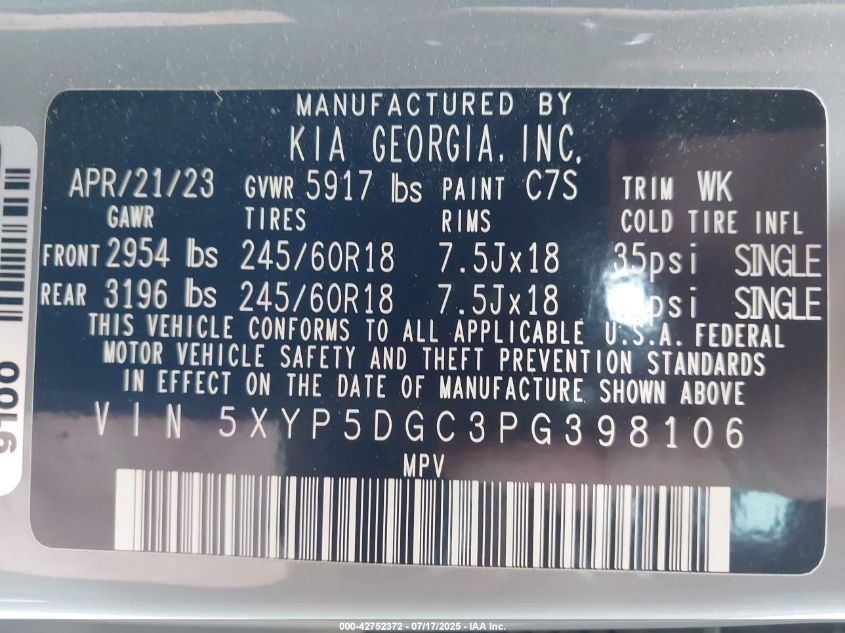 MANUFACTURED BY
KIA GEORGIA, INC.
APR/21/23 GVWR 5917 lbs PAINT C7S TRIM WK
GAWR TIRES RIMS COLD TIRE INFL
FRONT 2954 lbs 245/60R18 7.5Jx18 35psi SINGLE
REAR 3196 lbs 245/60R18 7.5Jx18 psi SINGLE
THIS VEHICLE CONFORMS TO ALL APPLICABLE U.S.A. FEDERAL
MOTOR VEHICLE SAFETY AND THEFT PREVENTION STANDARDS
IN EFFECT ON THE DATE OF MANUFACTURE SHOWN ABOVE
VIN 5XYP5DGC3PG398106
MPV
000-42752372 - 07/17/2025 - IAA Inc.